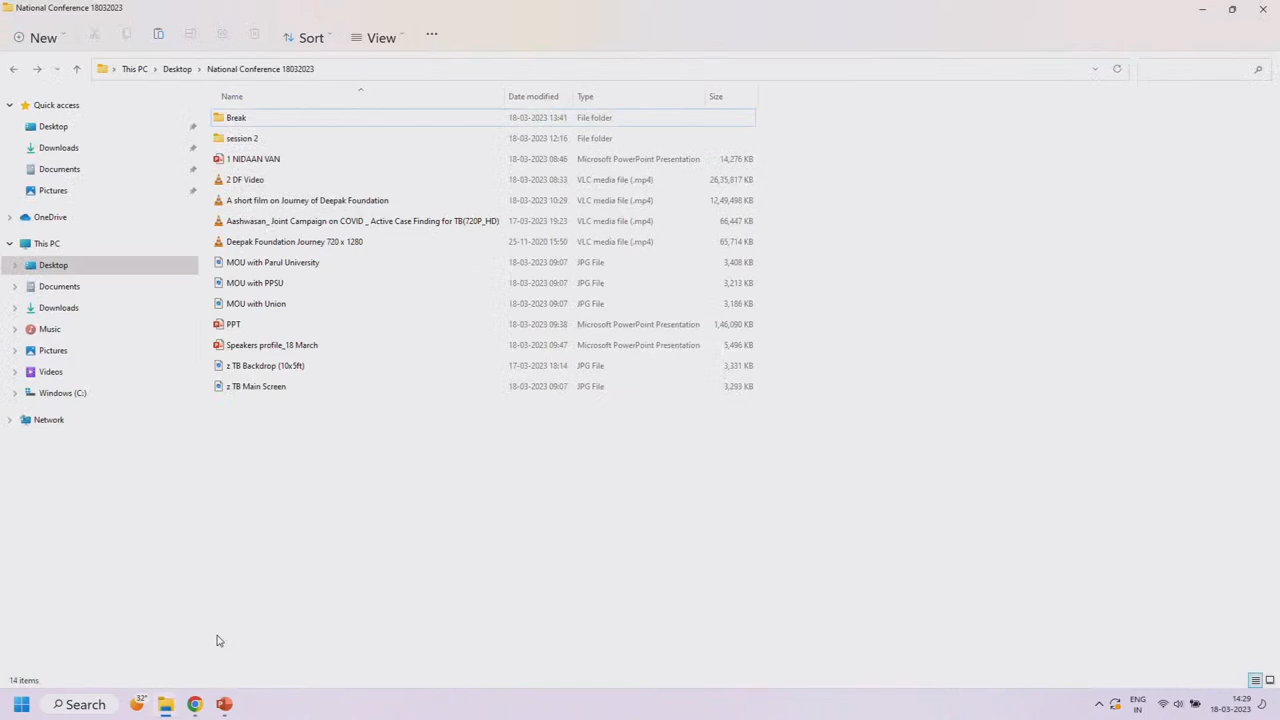 National Conference 18032023
New Sort View ...
This PC > Desktop > National Conference 18032023
Name Date modified Type Size
Quick access
Desktop
Downloads
Documents
Pictures
OneDrive
This PC
Desktop
Documents
Downloads
Music
Pictures
Videos
Windows (C:)
Network
Break 18-03-2023 13:41 File folder
session 2 18-03-2023 12:16 File folder
1 NIDAAN VAN 18-03-2023 08:46 Microsoft PowerPoint Presentation 14,276 KB
2 DF Video 18-03-2023 08:33 VLC media file (.mp4) 26,35,817 KB
A short film on Journey of Deepak Foundation 18-03-2023 10:29 VLC media file (.mp4) 12,49,498 KB
Aashwasan_ Joint Campaign on COVID _ Active Case Finding for TB(720P_HD) 17-03-2023 19:23 VLC media file (.mp4) 66,447 KB
Deepak Foundation Journey 720 x 1280 25-11-2020 15:50 VLC media file (.mp4) 65,714 KB
MOU with Parul University 18-03-2023 09:07 JPG File 3,408 KB
MOU with PPSU 18-03-2023 09:07 JPG File 3,213 KB
MOU with Union 18-03-2023 09:07 JPG File 3,186 KB
PPT 18-03-2023 09:38 Microsoft PowerPoint Presentation 1,46,090 KB
Speakers profile_18 March 18-03-2023 09:47 Microsoft PowerPoint Presentation 5,496 KB
z TB Backdrop (10x5ft) 17-03-2023 18:14 JPG File 3,331 KB
z TB Main Screen 18-03-2023 09:07 JPG File 3,293 KB
14 items
Search 32° ENG 14:29
IN 18-03-2023